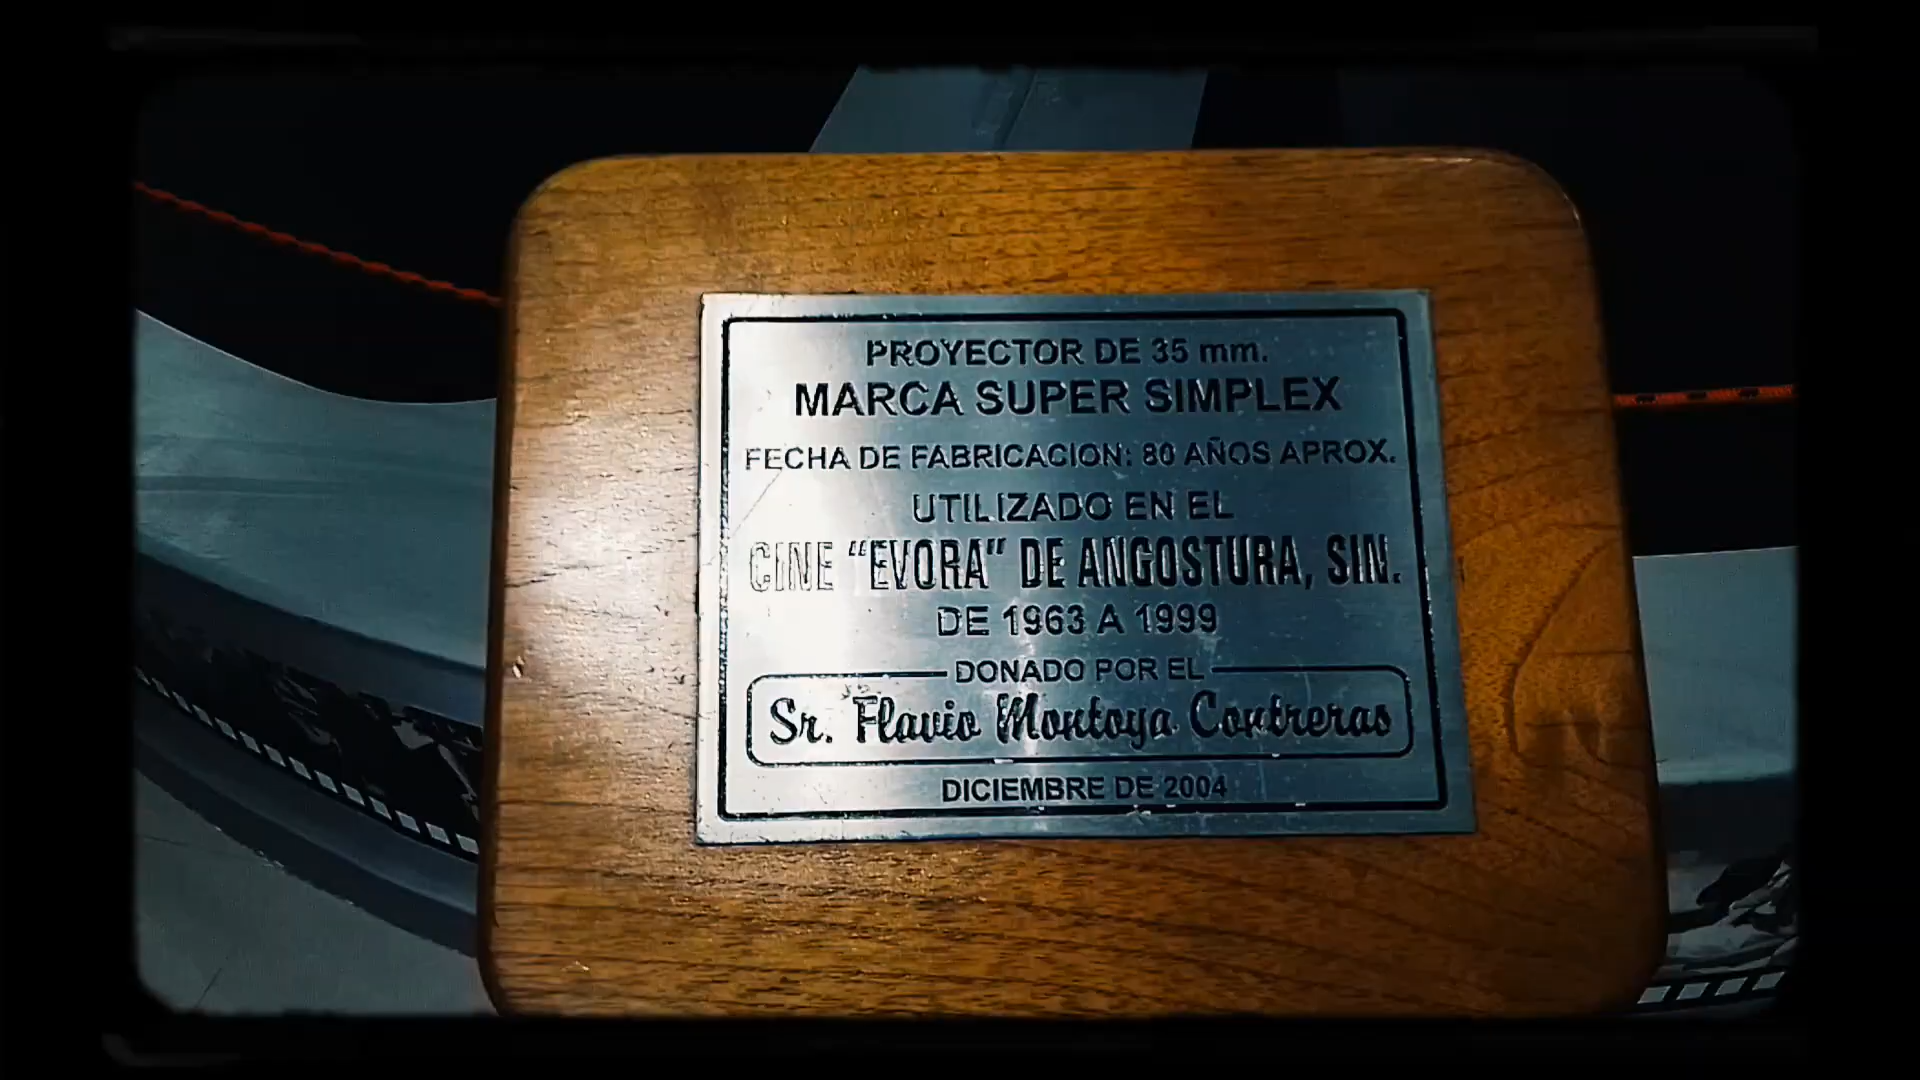 PROYECTOR DE 35 mm.
MARCA SUPER SIMPLEX
FECHA DE FABRICACION: 80 AÑOS APROX.
UTILIZADO EN EL
CINE "EVORA" DE ANGOSTURA, SIN.
DE 1963 A 1999
DONADO POR EL
Sr. Flavio Montoya Contreras
DICIEMBRE DE 2004